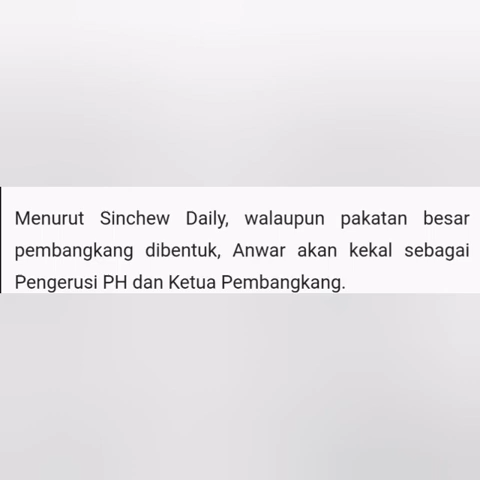 Menurut Sinchew Daily, walaupun pakatan besar
pembangkang dibentuk, Anwar akan kekal sebagai
Pengerusi PH dan Ketua Pembangkang.